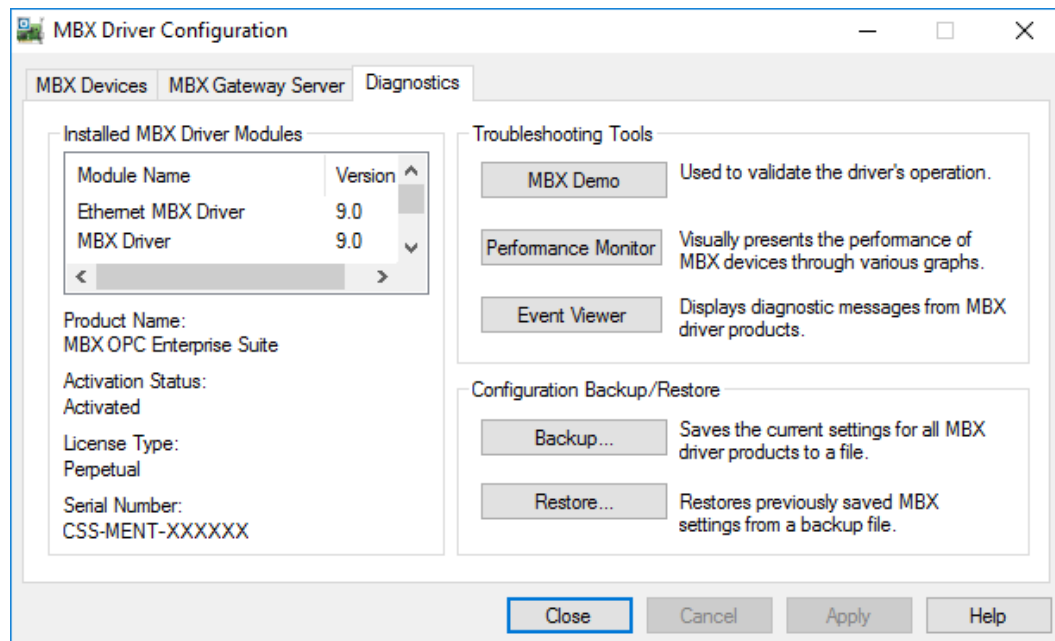 MBX Driver Configuration
MBX Devices
MBX Gateway Server
Diagnostics
Installed MBX Driver Modules
Module Name Version
Ethernet MBX Driver 9.0
MBX Driver 9.0
Product Name:
MBX OPC Enterprise Suite
Activation Status:
Activated
License Type:
Perpetual
Serial Number:
CSS-MENT-XXXXXX
Troubleshooting Tools
MBX Demo
Used to validate the driver's operation.
Performance Monitor
Visually presents the performance of
MBX devices through various graphs.
Event Viewer
Displays diagnostic messages from MBX
driver products.
Configuration Backup/Restore
Backup...
Saves the current settings for all MBX
driver products to a file.
Restore...
Restores previously saved MBX
settings from a backup file.
Close
Cancel
Apply
Help